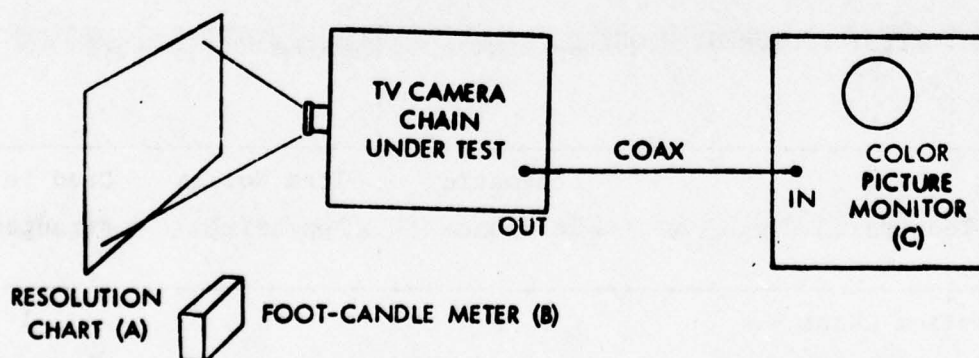 TV CAMERA
CHAIN
UNDER TEST
OUT
COAX
IN
COLOR
PICTURE
MONITOR
(C)
RESOLUTION
CHART (A)
FOOT-CANDLE METER (B)